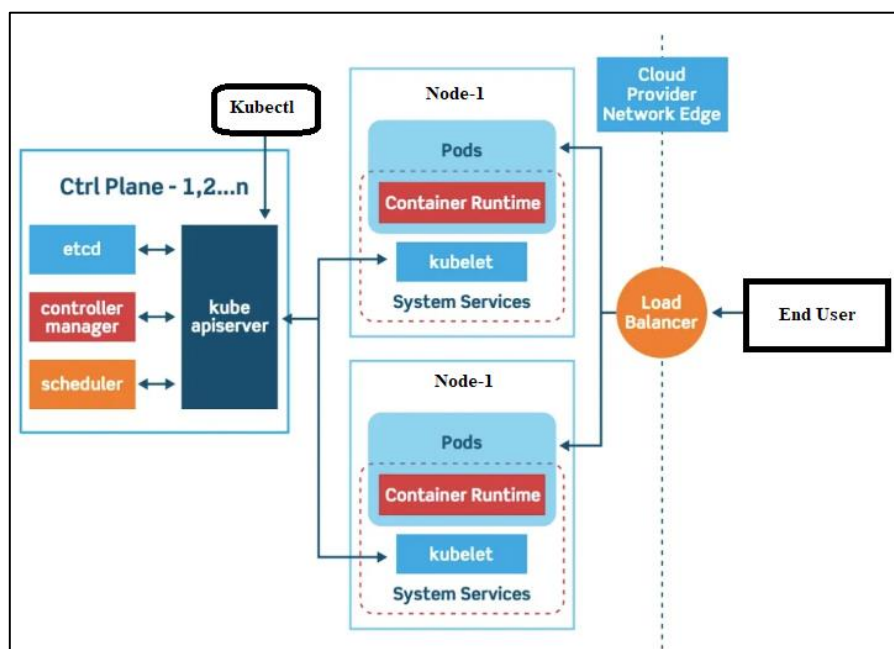 Kubectl
Ctrl Plane - 1,2...n
etcd
controller
manager
scheduler
kube
apiserver
Node-1
Pods
Container Runtime
kubelet
System Services
Node-1
Pods
Container Runtime
kubelet
System Services
Cloud
Provider
Network Edge
Load
Balancer
End User